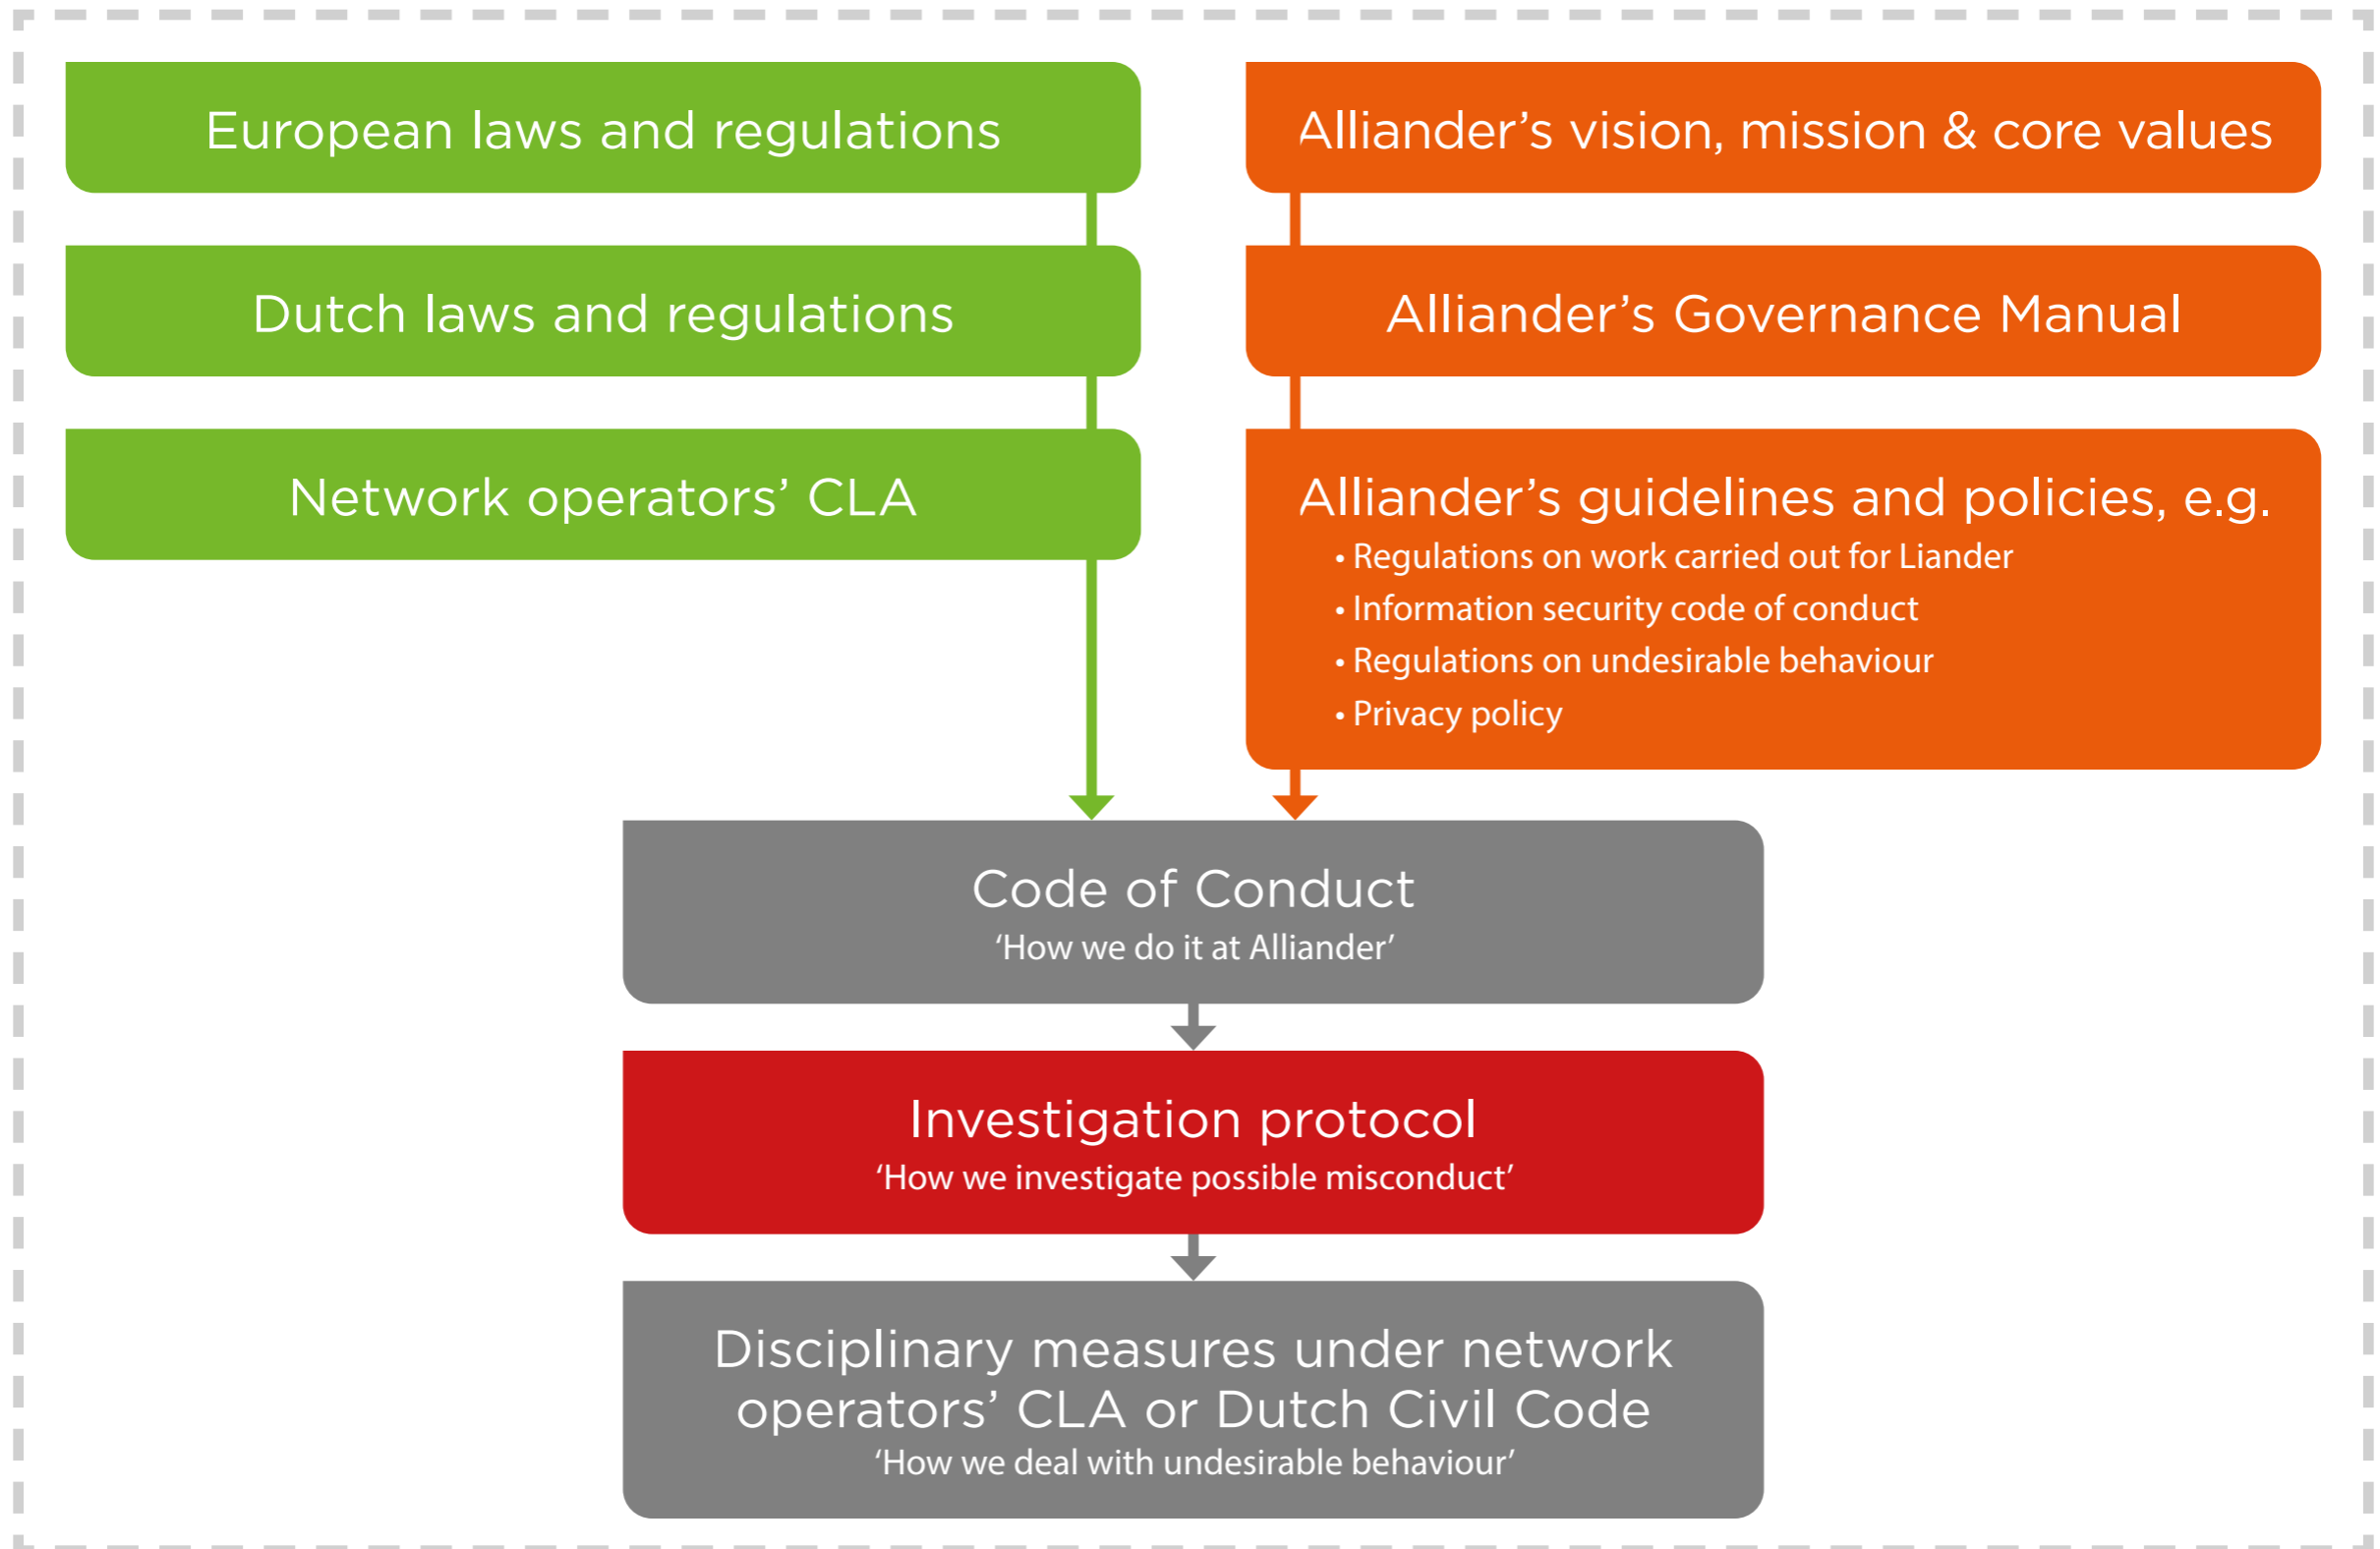 European laws and regulations
Dutch laws and regulations
Network operators’ CLA
Alliander’s vision, mission & core values
Alliander’s Governance Manual
Alliander’s guidelines and policies, e.g.
• Regulations on work carried out for Liander
• Information security code of conduct
• Regulations on undesirable behaviour
• Privacy policy
Code of Conduct
‘How we do it at Alliander’
Investigation protocol
‘How we investigate possible misconduct’
Disciplinary measures under network
operators’ CLA or Dutch Civil Code
‘How we deal with undesirable behaviour’